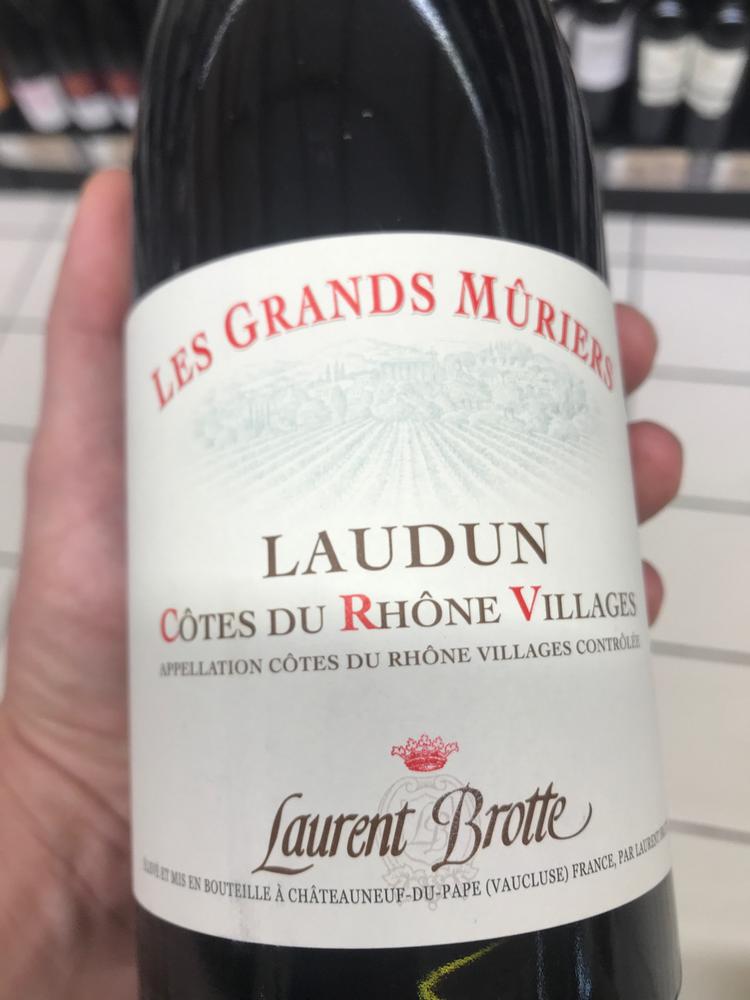 LES GRANDS MÛRIERS
LAUDUN
CÔTES DU RHÔNE VILLAGES
APPELLATION CÔTES DU RHÔNE VILLAGES CONTRÔLÉE
Laurent Brotte
ÉLEVÉ ET MIS EN BOUTEILLE À CHÂTEAUNEUF-DU-PAPE (VAUCLUSE) FRANCE, PAR LAURENT